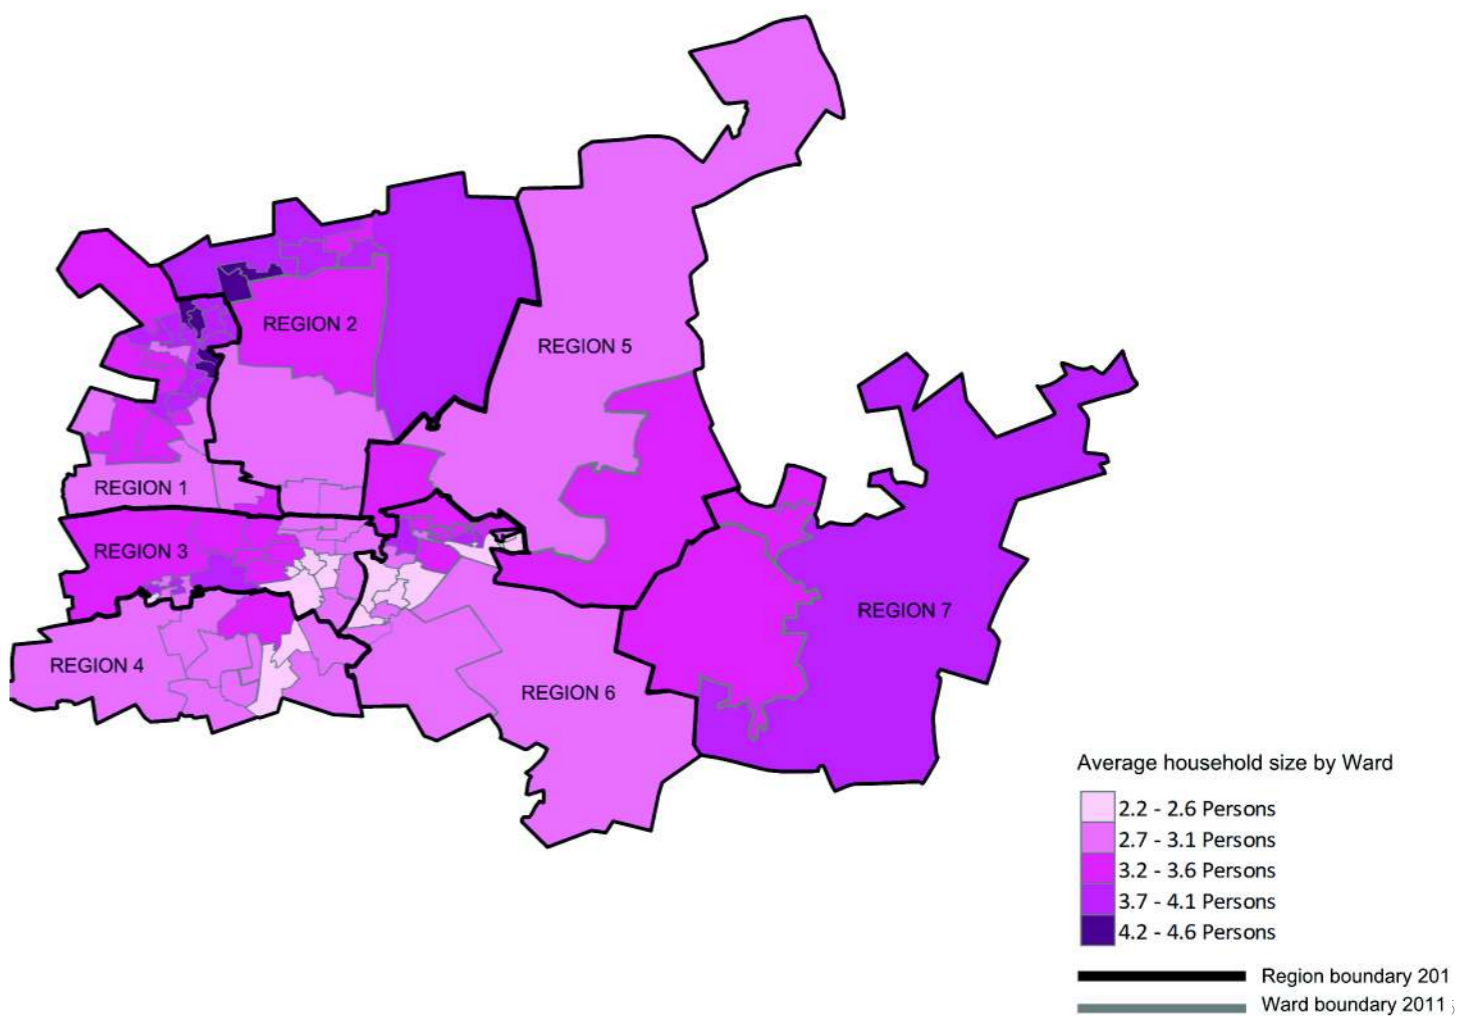 REGION 2
REGION 5
REGION 1
REGION 3
REGION 7
REGION 4
REGION 6
Average household size by Ward
2.2 - 2.6 Persons
2.7 - 3.1 Persons
3.2 - 3.6 Persons
3.7 - 4.1 Persons
4.2 - 4.6 Persons
Region boundary 201
Ward boundary 2011